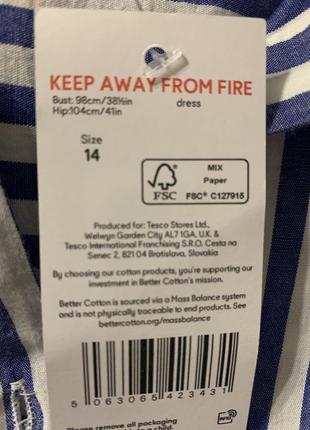 KEEP AWAY FROM FIRE
Bust: 98cm/38½in dress
Hip:104cm/41in
Size
14
FSC
MIX
Paper
FSC® C127915
Produced for: Tesco Stores Ltd.,
Welwyn Garden City AL7 1GA, U.K &
Tesco International Franchising S.R.O. Cesta na
Senec 2, 821 04 Bratislava, Slovakia
By choosing our cotton products, you're supporting our
investment in Better Cotton's mission.
Better Cotton is sourced via a Mass Balance system
and is not physically traceable to end products. See
bettercotton.org/massbalance
5 063065 423431
Please remove all packaging